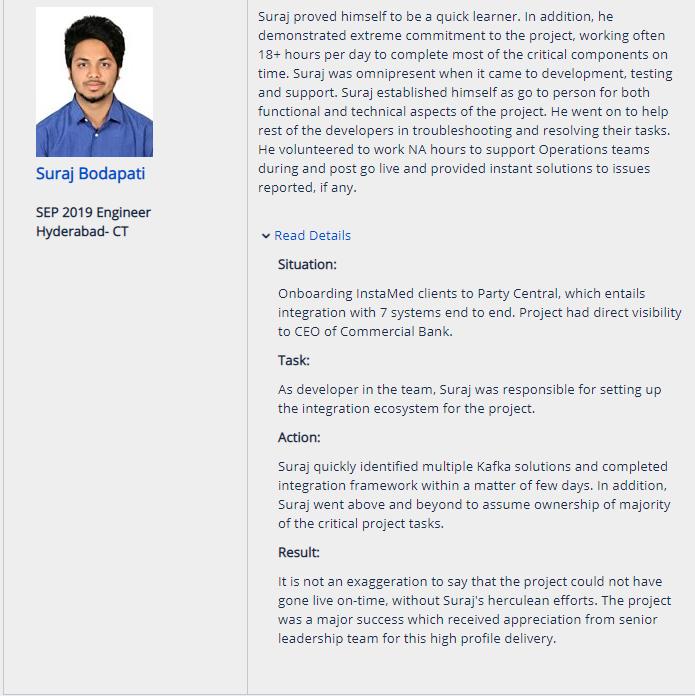 Suraj proved himself to be a quick learner. In addition, he
demonstrated extreme commitment to the project, working often
18+ hours per day to complete most of the critical components on
time. Suraj was omnipresent when it came to development, testing
and support. Suraj established himself as go to person for both
functional and technical aspects of the project. He went on to help
rest of the developers in troubleshooting and resolving their tasks.
He volunteered to work NA hours to support Operations teams
during and post go live and provided instant solutions to issues
reported, if any.
Suraj Bodapati
SEP 2019 Engineer
Hyderabad- CT
Read Details
Situation:
Onboarding InstaMed clients to Party Central, which entails
integration with 7 systems end to end. Project had direct visibility
to CEO of Commercial Bank.
Task:
As developer in the team, Suraj was responsible for setting up
the integration ecosystem for the project.
Action:
Suraj quickly identified multiple Kafka solutions and completed
integration framework within a matter of few days. In addition,
Suraj went above and beyond to assume ownership of majority
of the critical project tasks.
Result:
It is not an exaggeration to say that the project could not have
gone live on-time, without Suraj's herculean efforts. The project
was a major success which received appreciation from senior
leadership team for this high profile delivery.